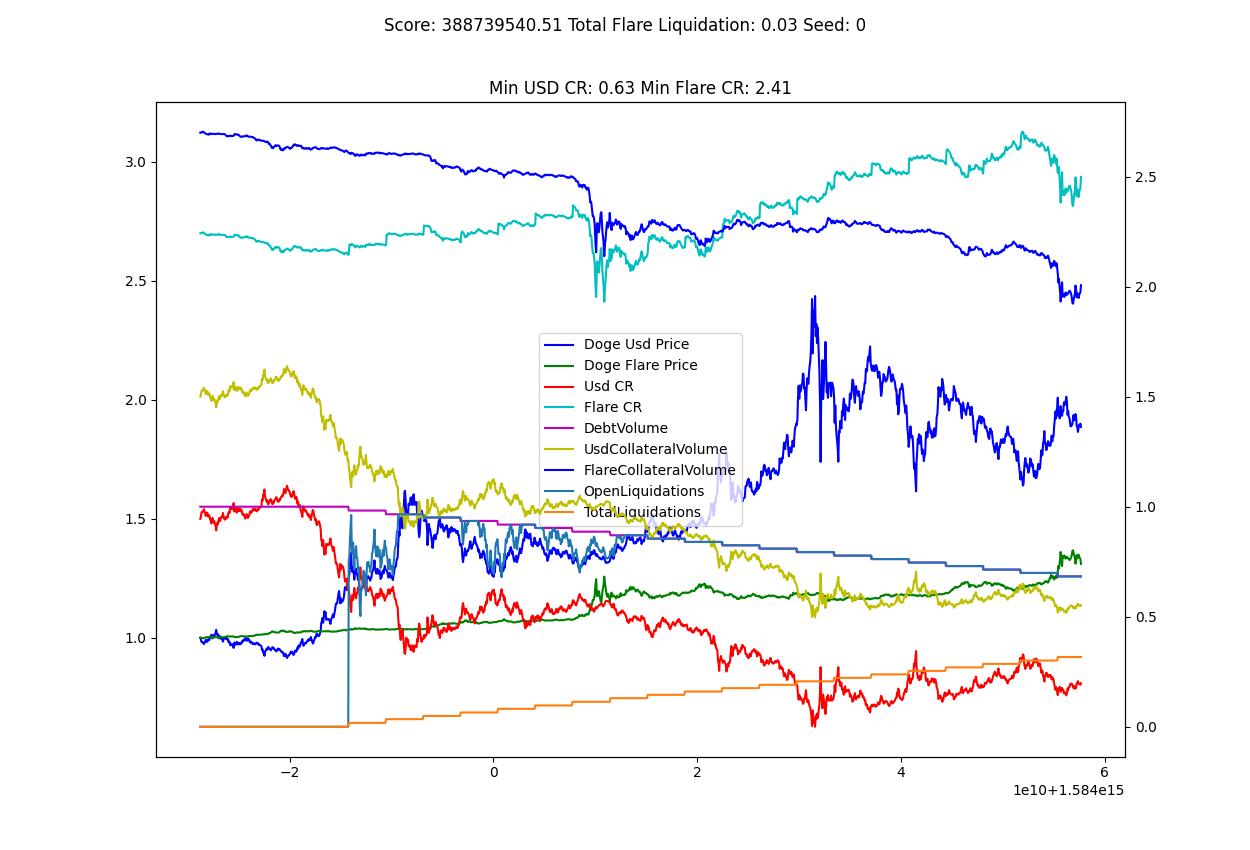 Score: 388739540.51 Total Flare Liquidation: 0.03 Seed: 0
Min USD CR: 0.63 Min Flare CR: 2.41
3.0
2.5
2.0
1.5
1.0
2.5
2.0
1.5
1.0
0.5
0.0
Doge Usd Price
Doge Flare Price
Usd CR
Flare CR
DebtVolume
UsdCollateralVolume
FlareCollateralVolume
OpenLiquidations
TotalLiquidations
−2 0 2 4 6
1e10+1.584e15